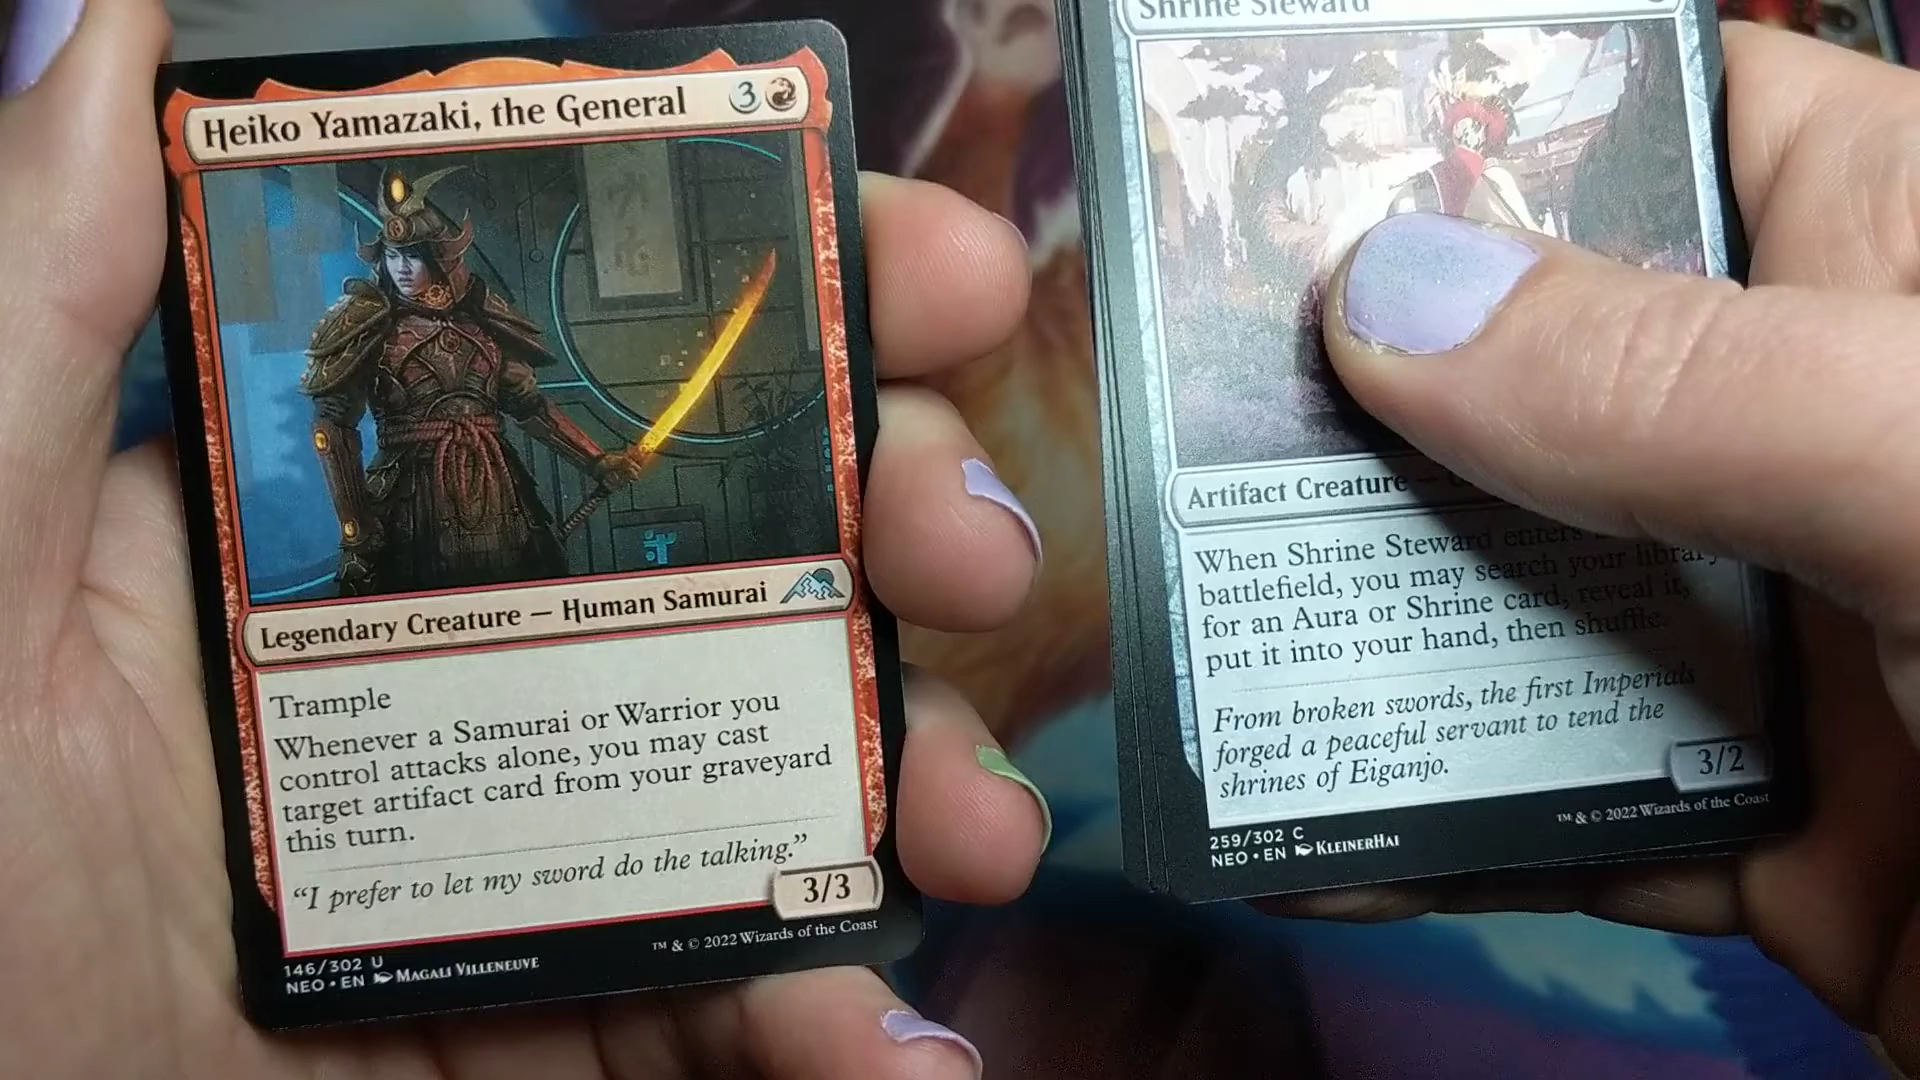 Heiko Yamazaki, the General 3
Legendary Creature — Human Samurai
Trample
Whenever a Samurai or Warrior you
control attacks alone, you may cast
target artifact card from your graveyard
this turn.
“I prefer to let my sword do the talking.”
3/3
146/302 U
NEO • EN MAGALI VILLENEUVE
™ & © 2022 Wizards of the Coast
Shrine Steward
Artifact Creature —
When Shrine Steward enters
battlefield, you may search your library
for an Aura or Shrine card, reveal it,
put it into your hand, then shuffle.
From broken swords, the first Imperials
forged a peaceful servant to tend the
shrines of Eiganjo.
3/2
259/302 C
NEO • EN KLEINERHAI
™ & © 2022 Wizards of the Coast